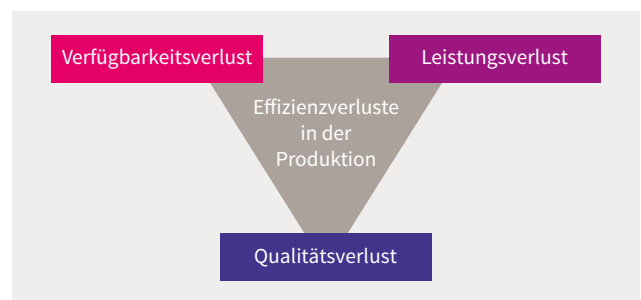 Verfügbarkeitsverlust
Leistungsverlust
Effizienzverluste
in der
Produktion
Qualitätsverlust